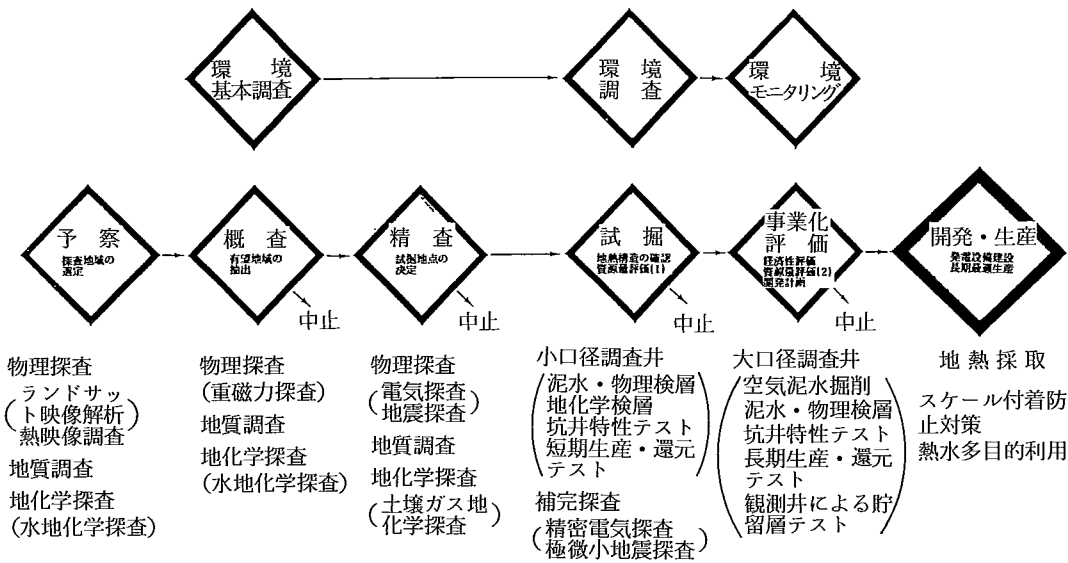 環境
基本調査
環境
調査
環境
モニタリング
予察
探査地域の
選定
概査
有望地域の
抽出
中止
精査
試掘地点の
決定
中止
試掘
地熱構造の確認
資源量評価(1)
中止
事業化
評価
経済性評価
資源量評価(2)
開発計画
中止
開発・生産
発電設備建設
長期最適生産
物理探査
(ランドサッ
ト映像解析)
熱映像調査
地質調査
地化学探査
(水地化学探査)
物理探査
(重磁力探査)
地質調査
地化学探査
(水地化学探査)
物理探査
(電気探査
地震探査)
地質調査
地化学探査
(土壌ガス地
化学探査)
小口径調査井
(泥水・物理検層
地化学検層
坑井特性テスト
短期生産・還元
テスト)
補完探査
(精密電気探査
極微小地震探査)
大口径調査井
(空気泥水掘削
泥水・物理検層
坑井特性テスト
長期生産・還元
テスト
観測井による貯
留層テスト)
地熱採取
スケール付着防
止対策
熱水多目的利用